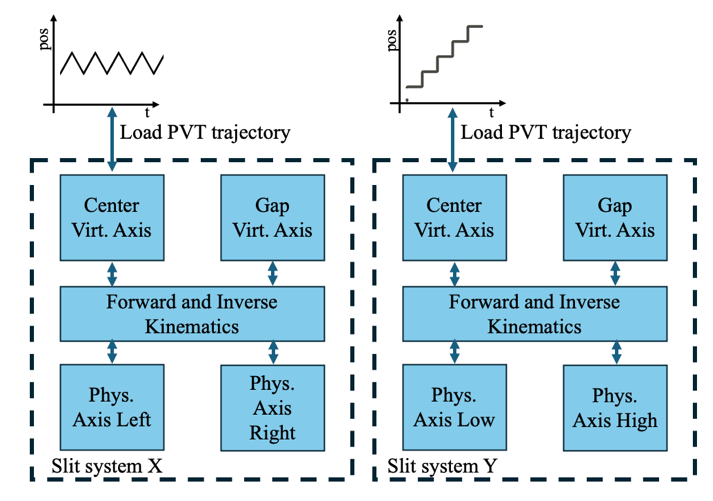 pos
t
Load PVT trajectory
Center
Virt. Axis
Gap
Virt. Axis
Forward and Inverse
Kinematics
Phys.
Axis Left
Phys.
Axis
Right
Slit system X
pos
t
Load PVT trajectory
Center
Virt. Axis
Gap
Virt. Axis
Forward and Inverse
Kinematics
Phys.
Axis Low
Phys.
Axis High
Slit system Y